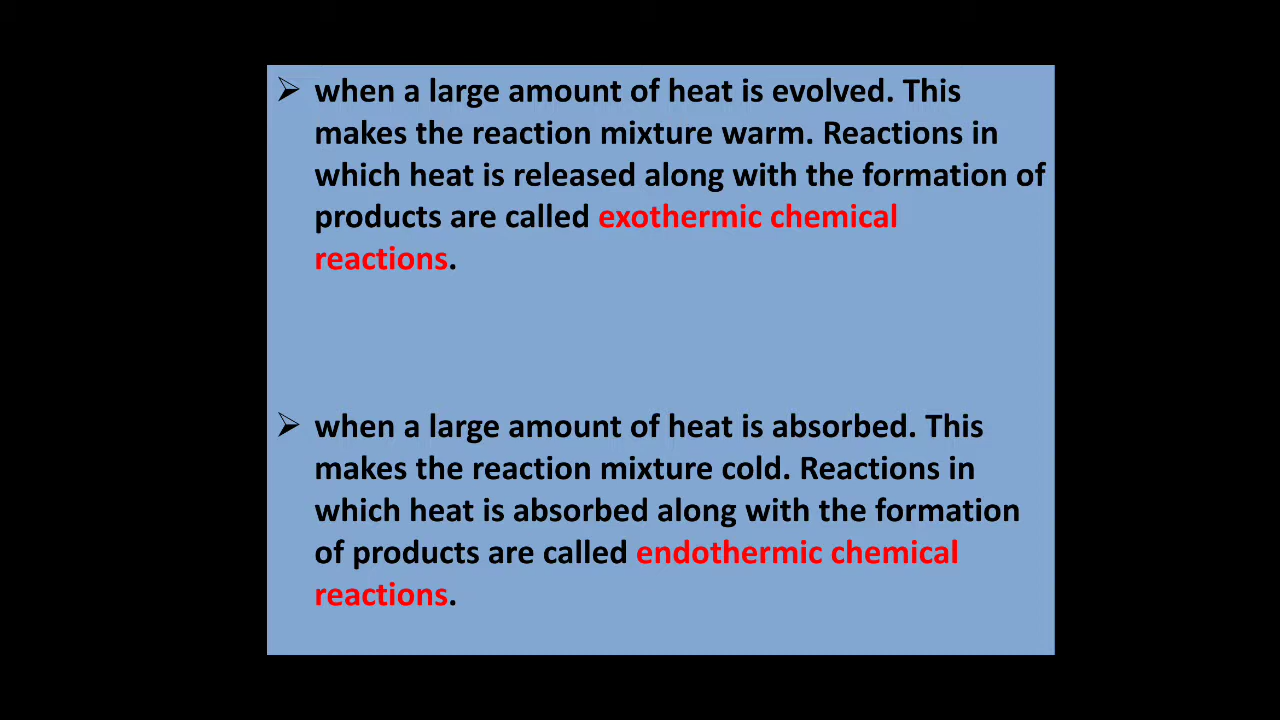 ➢ when a large amount of heat is evolved. This
makes the reaction mixture warm. Reactions in
which heat is released along with the formation of
products are called exothermic chemical
reactions.
➢ when a large amount of heat is absorbed. This
makes the reaction mixture cold. Reactions in
which heat is absorbed along with the formation
of products are called endothermic chemical
reactions.